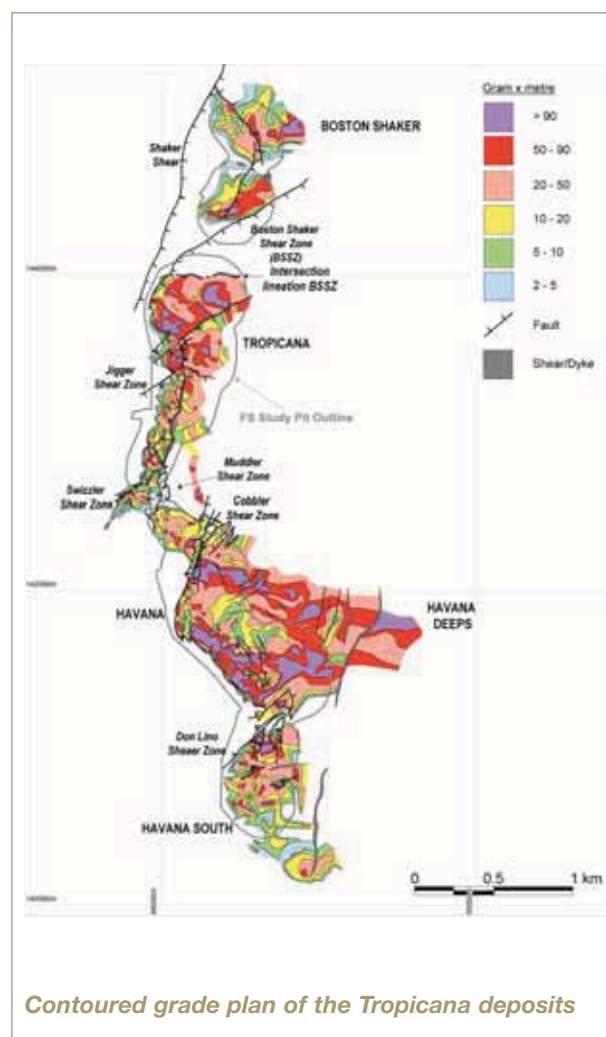 Gram x metre
> 90
50 - 90
20 - 50
10 - 20
5 - 10
2 - 5
Fault
Shear/Dyke
BOSTON SHAKER
Shaker
Shear
Boston Shaker
Shear Zone
(BSSZ)
Intersection
lineation BSSZ
TROPICANA
Jigger
Shear Zone
FS Study Pit Outline
Muddler
Shear Zone
Swizzler
Shear Zone
Cobbler
Shear Zone
HAVANA
HAVANA
DEEPS
Don Lino
Sheaer Zone
HAVANA SOUTH
0 0.5 1 km
Contoured grade plan of the Tropicana deposits